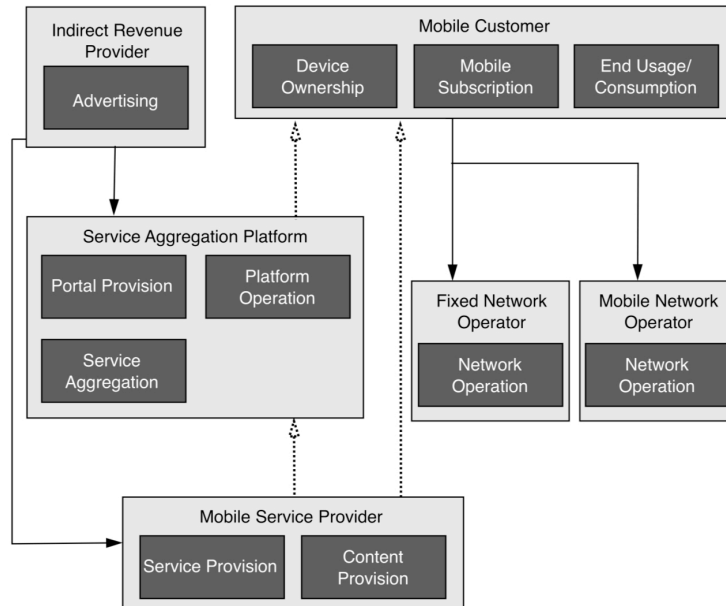 Indirect Revenue
Provider
Advertising
Mobile Customer
Device
Ownership
Mobile
Subscription
End Usage/
Consumption
Service Aggregation Platform
Portal Provision
Platform
Operation
Service
Aggregation
Fixed Network
Operator
Network
Operation
Mobile Network
Operator
Network
Operation
Mobile Service Provider
Service Provision
Content
Provision